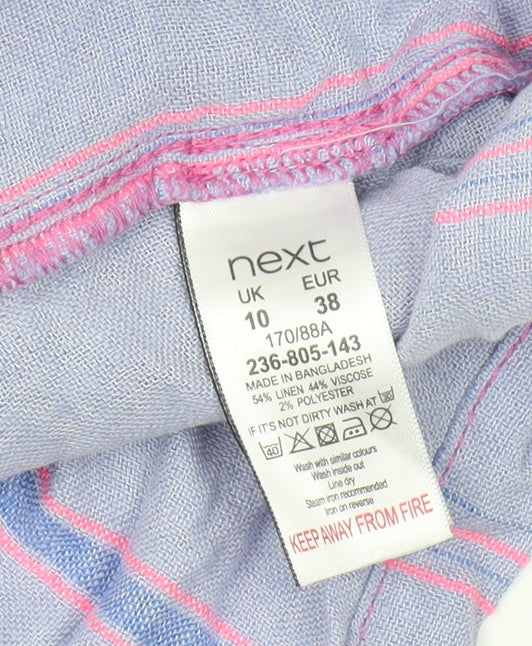 next
UK EUR
10 38
170/88A
236-805-143
MADE IN BANGLADESH
54% LINEN 44% VISCOSE
2% POLYESTER
IF IT'S NOT DIRTY WASH AT
40
Wash with similar colours
Wash inside out
Line dry
Steam iron recommended
Iron on reverse
KEEP AWAY FROM FIRE